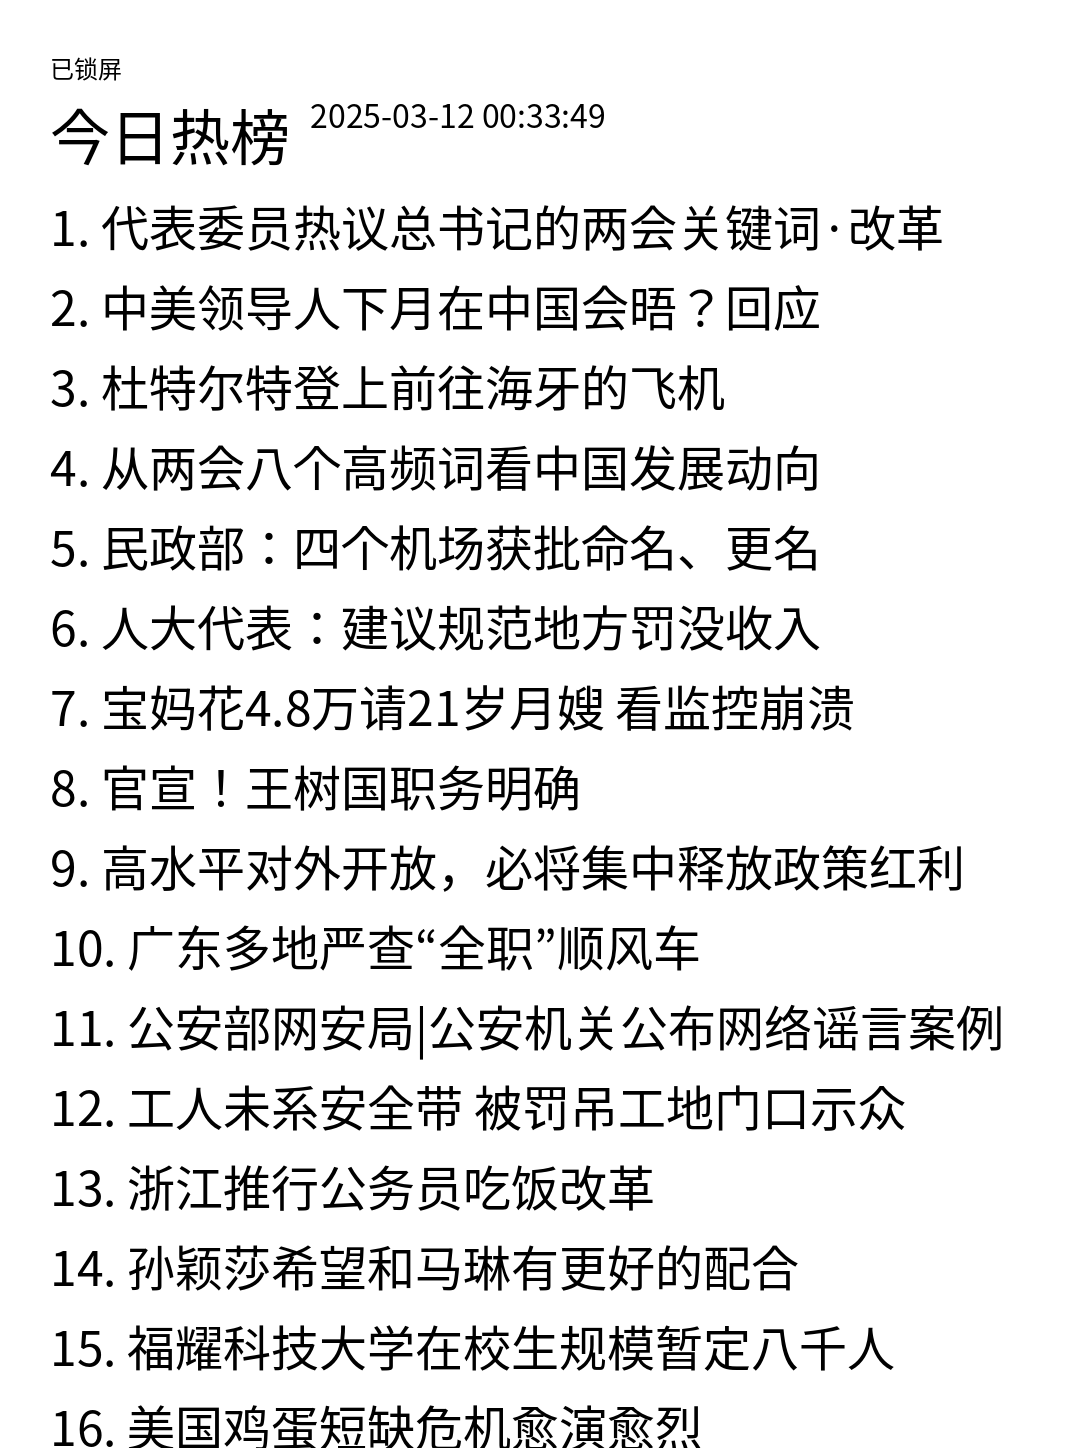 已锁屏
今日热榜 2025-03-12 00:33:49
1. 代表委员热议总书记的两会关键词·改革
2. 中美领导人下月在中国会晤？回应
3. 杜特尔特登上前往海牙的飞机
4. 从两会八个高频词看中国发展动向
5. 民政部：四个机场获批命名、更名
6. 人大代表：建议规范地方罚没收入
7. 宝妈花4.8万请21岁月嫂 看监控崩溃
8. 官宣！王树国职务明确
9. 高水平对外开放，必将集中释放政策红利
10. 广东多地严查“全职”顺风车
11. 公安部网安局|公安机关公布网络谣言案例
12. 工人未系安全带 被罚吊工地门口示众
13. 浙江推行公务员吃饭改革
14. 孙颖莎希望和马琳有更好的配合
15. 福耀科技大学在校生规模暂定八千人
16. 美国鸡蛋短缺危机愈演愈烈